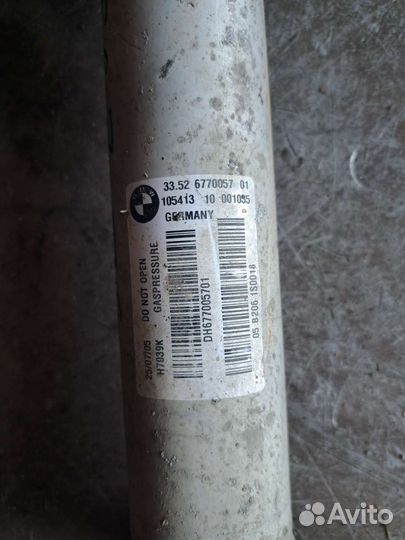 33.52 6770057 01
105413 10 001035
GERMANY
DO NOT OPEN
GASPRESSURE
25/07/05
H7039K
DH677005701
05.B206.1S0018
Avito